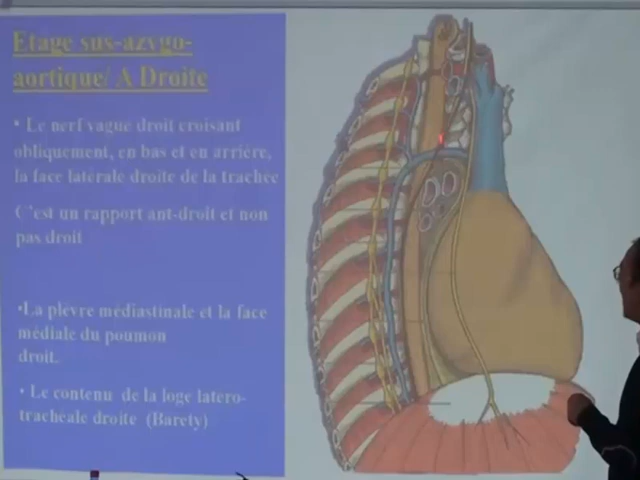 Etage sus-azygo-
aortique/ A Droite
• Le nerf vague droit croisant
obliquement, en bas et en arrière,
la face latérale droite de la trachée
C'est un rapport ant-droit et non
pas droit
•La plèvre médiastinale et la face
médiale du poumon
droit.
• Le contenu de la loge latero-
tracheale droite (Barety)